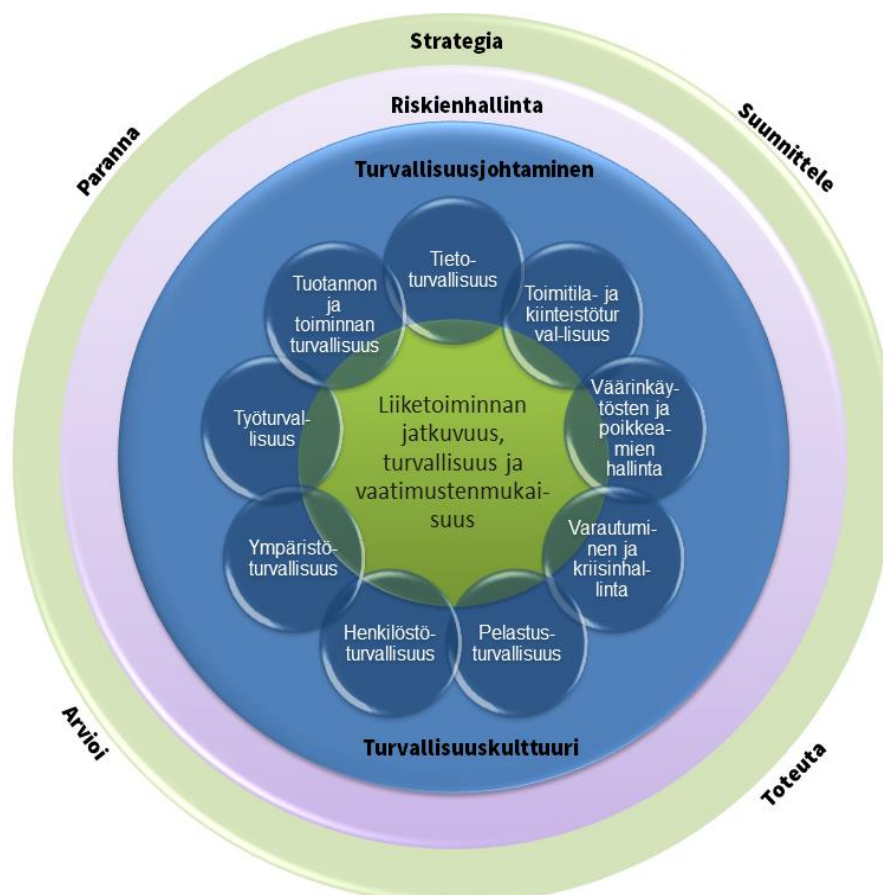 Strategia
Riskienhallinta
Turvallisuusjohtaminen
Paranna
Suunnittele
Tieto-
turvallisuus
Toimitila- ja
kiinteistötur
val-lisuus
Väärinkäy-
tösten ja
poikkea-
mien
hallinta
Varautumi-
nen ja
kriisinhal-
linta
Pelastus-
turvallisuus
Henkilöstö-
turvallisuus
Ympäristö-
turvallisuus
Työturval-
lisuus
Tuotannon
ja
toiminnan
turvallisuus
Liiketoiminnan
jatkuvuus,
turvallisuus ja
vaatimustenmukai-
suus
Turvallisuuskulttuuri
Arvioi
Toteuta